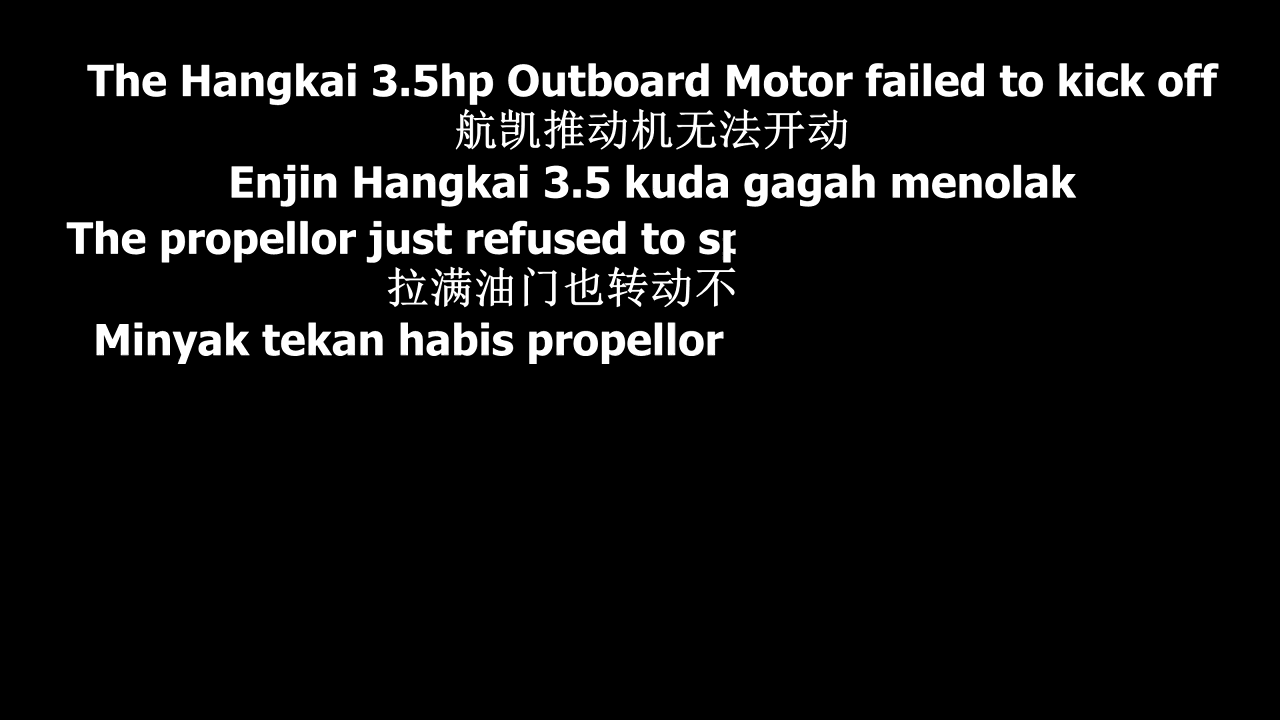 The Hangkai 3.5hp Outboard Motor failed to kick off
航凯推动机无法开动
Enjin Hangkai 3.5 kuda gagah menolak
The propellor just refused to
拉满油门也转动不
Minyak tekan habis propellor